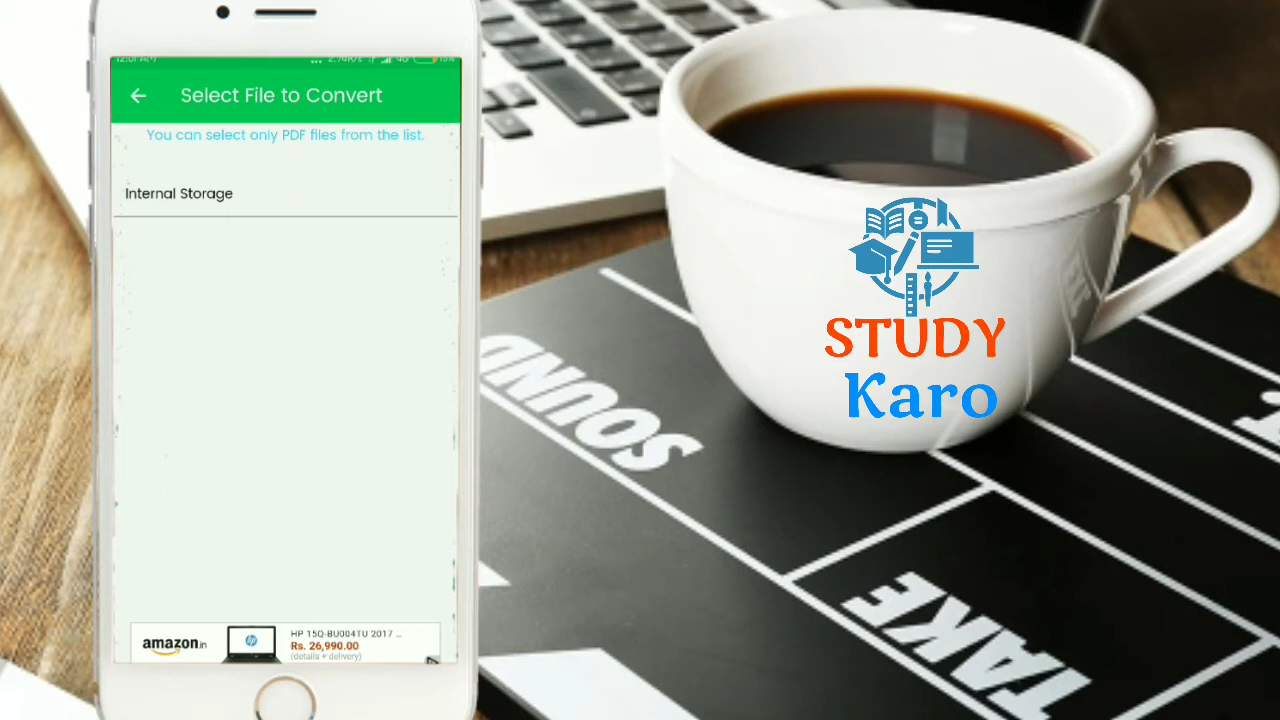 Select File to Convert
You can select only PDF files from the list.
Internal Storage
amazon.in
HP 15Q-BU004TU 2017 ...
Rs. 26,990.00
(details + delivery)
STUDY
Karo
SOUND
TAKE